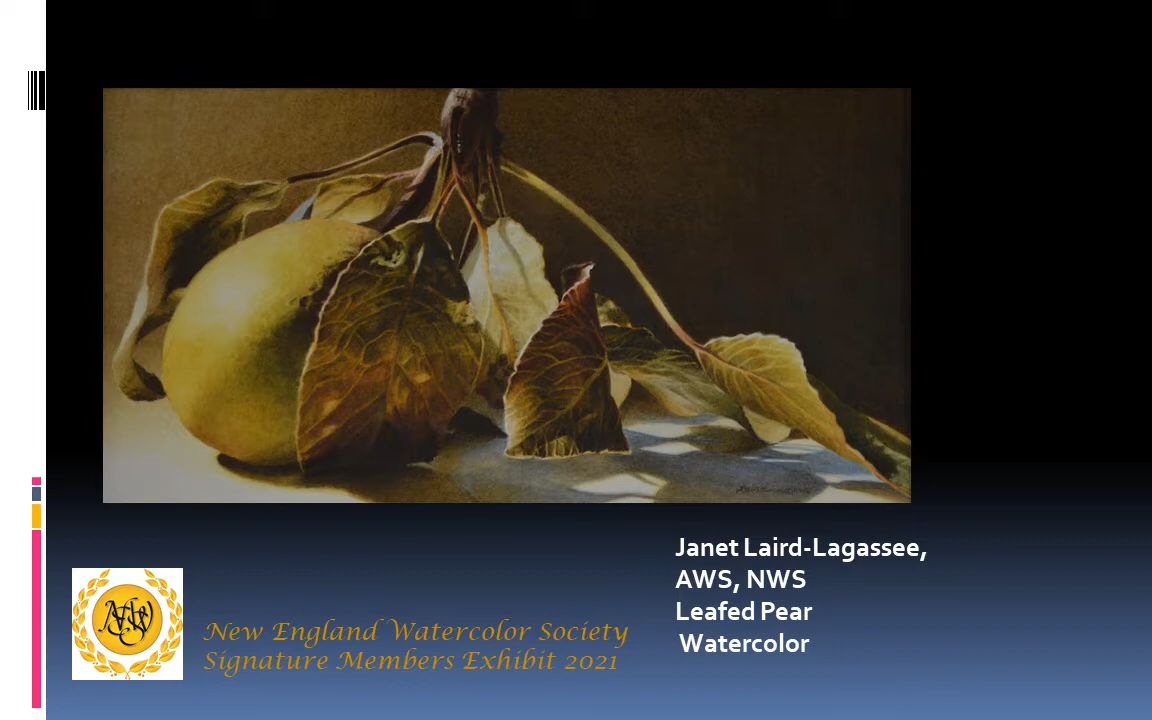 Janet Laird-Lagassee,
AWS, NWS
Leafed Pear
Watercolor
New England Watercolor Society
Signature Members Exhibit 2021